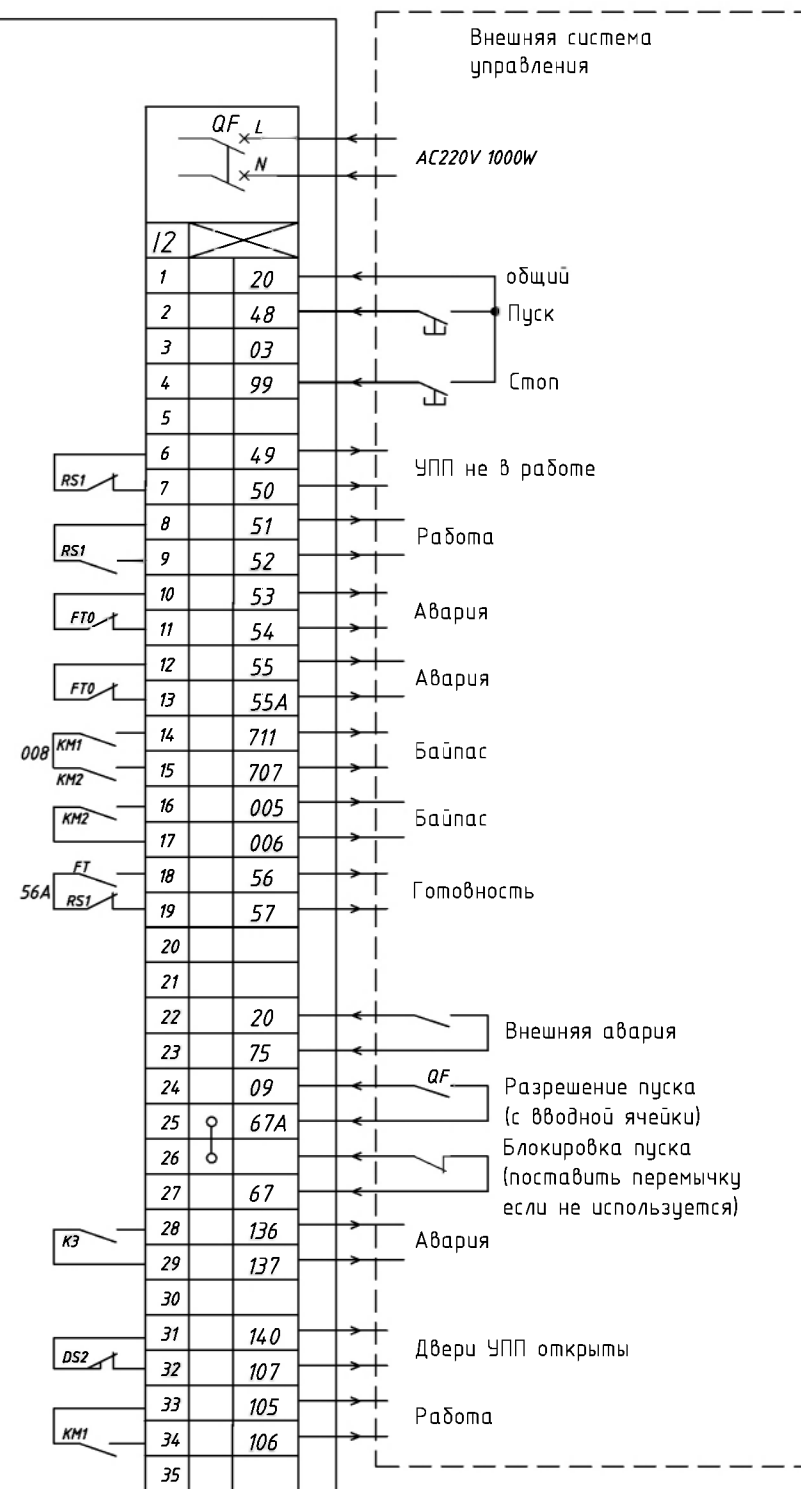 Внешняя система
управления
QF L
N
AC220V 1000W
12
1 20 общий
2 48 Пуск
3 03
4 99 Стоп
5
6 49
УПП не в работе
RS1
7 50
8 51
Работа
RS1
9 52
10 53
Авария
FT0
11 54
12 55
Авария
FT0
13 55A
14 711
008 KM1
Байпас
15 707
KM2
16 005
KM2
Байпас
17 006
FT
18 56
56A RS1
Готовность
19 57
20
21
22 20
Внешняя авария
23 75
24 09 QF
Разрешение пуска
25 67A (с вводной ячейки)
26 Блокировка пуска
(поставить перемычку
27 67 если не используется)
28 136
К3
Авария
29 137
30
31 140
DS2
Двери УПП открыты
32 107
33 105
KM1
Работа
34 106
35